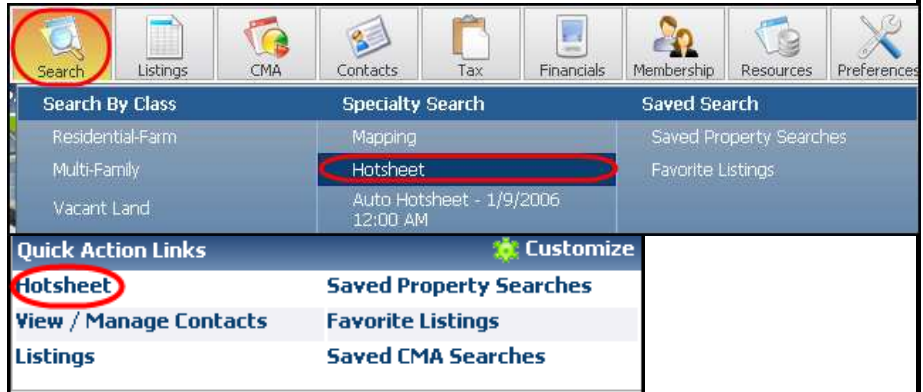 Search Listings CMA Contacts Tax Financials Membership Resources Preferences
Search By Class Specialty Search Saved Search
Residential-Farm Mapping Saved Property Searches
Multi-Family Hotsheet Favorite Listings
Vacant Land Auto Hotsheet - 1/9/2006
12:00 AM
Quick Action Links Customize
Hotsheet Saved Property Searches
View / Manage Contacts Favorite Listings
Listings Saved CMA Searches